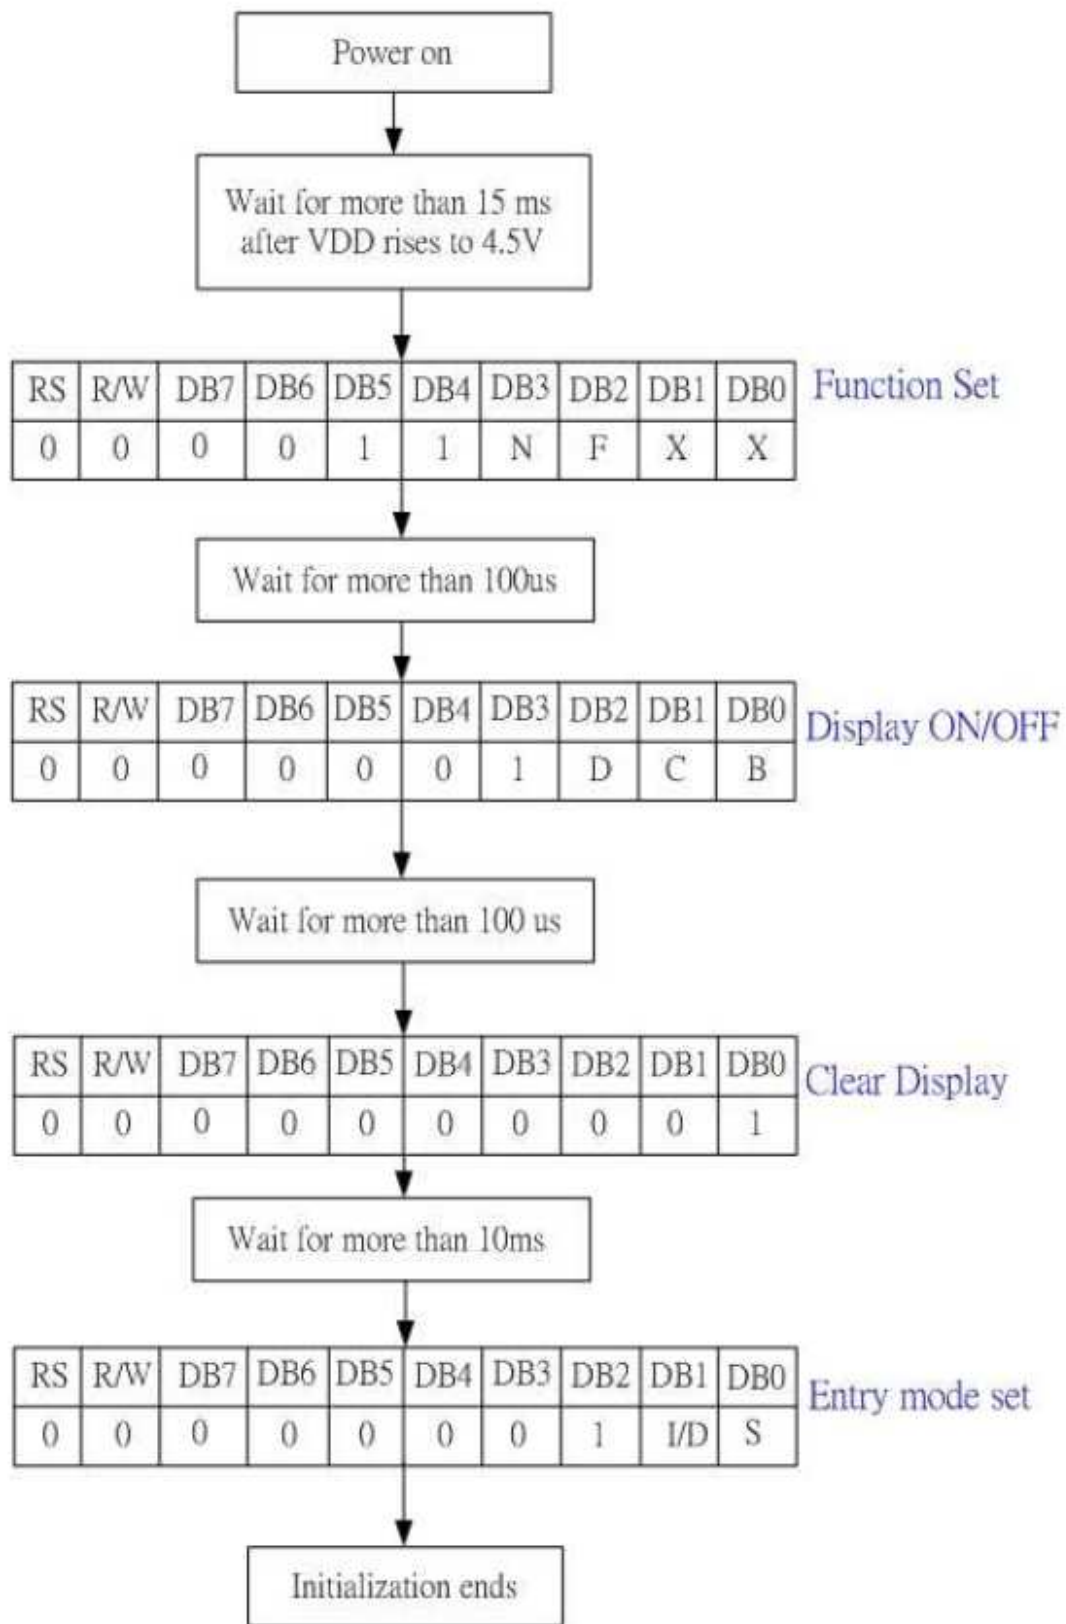 Power on
Wait for more than 15 ms
after VDD rises to 4.5V
RS R/W DB7 DB6 DB5 DB4 DB3 DB2 DB1 DB0 Function Set
0 0 0 0 1 1 N F X X
Wait for more than 100us
RS R/W DB7 DB6 DB5 DB4 DB3 DB2 DB1 DB0 Display ON/OFF
0 0 0 0 0 0 1 D C B
Wait for more than 100 us
RS R/W DB7 DB6 DB5 DB4 DB3 DB2 DB1 DB0 Clear Display
0 0 0 0 0 0 0 0 0 1
Wait for more than 10ms
RS R/W DB7 DB6 DB5 DB4 DB3 DB2 DB1 DB0 Entry mode set
0 0 0 0 0 0 0 1 I/D S
Initialization ends